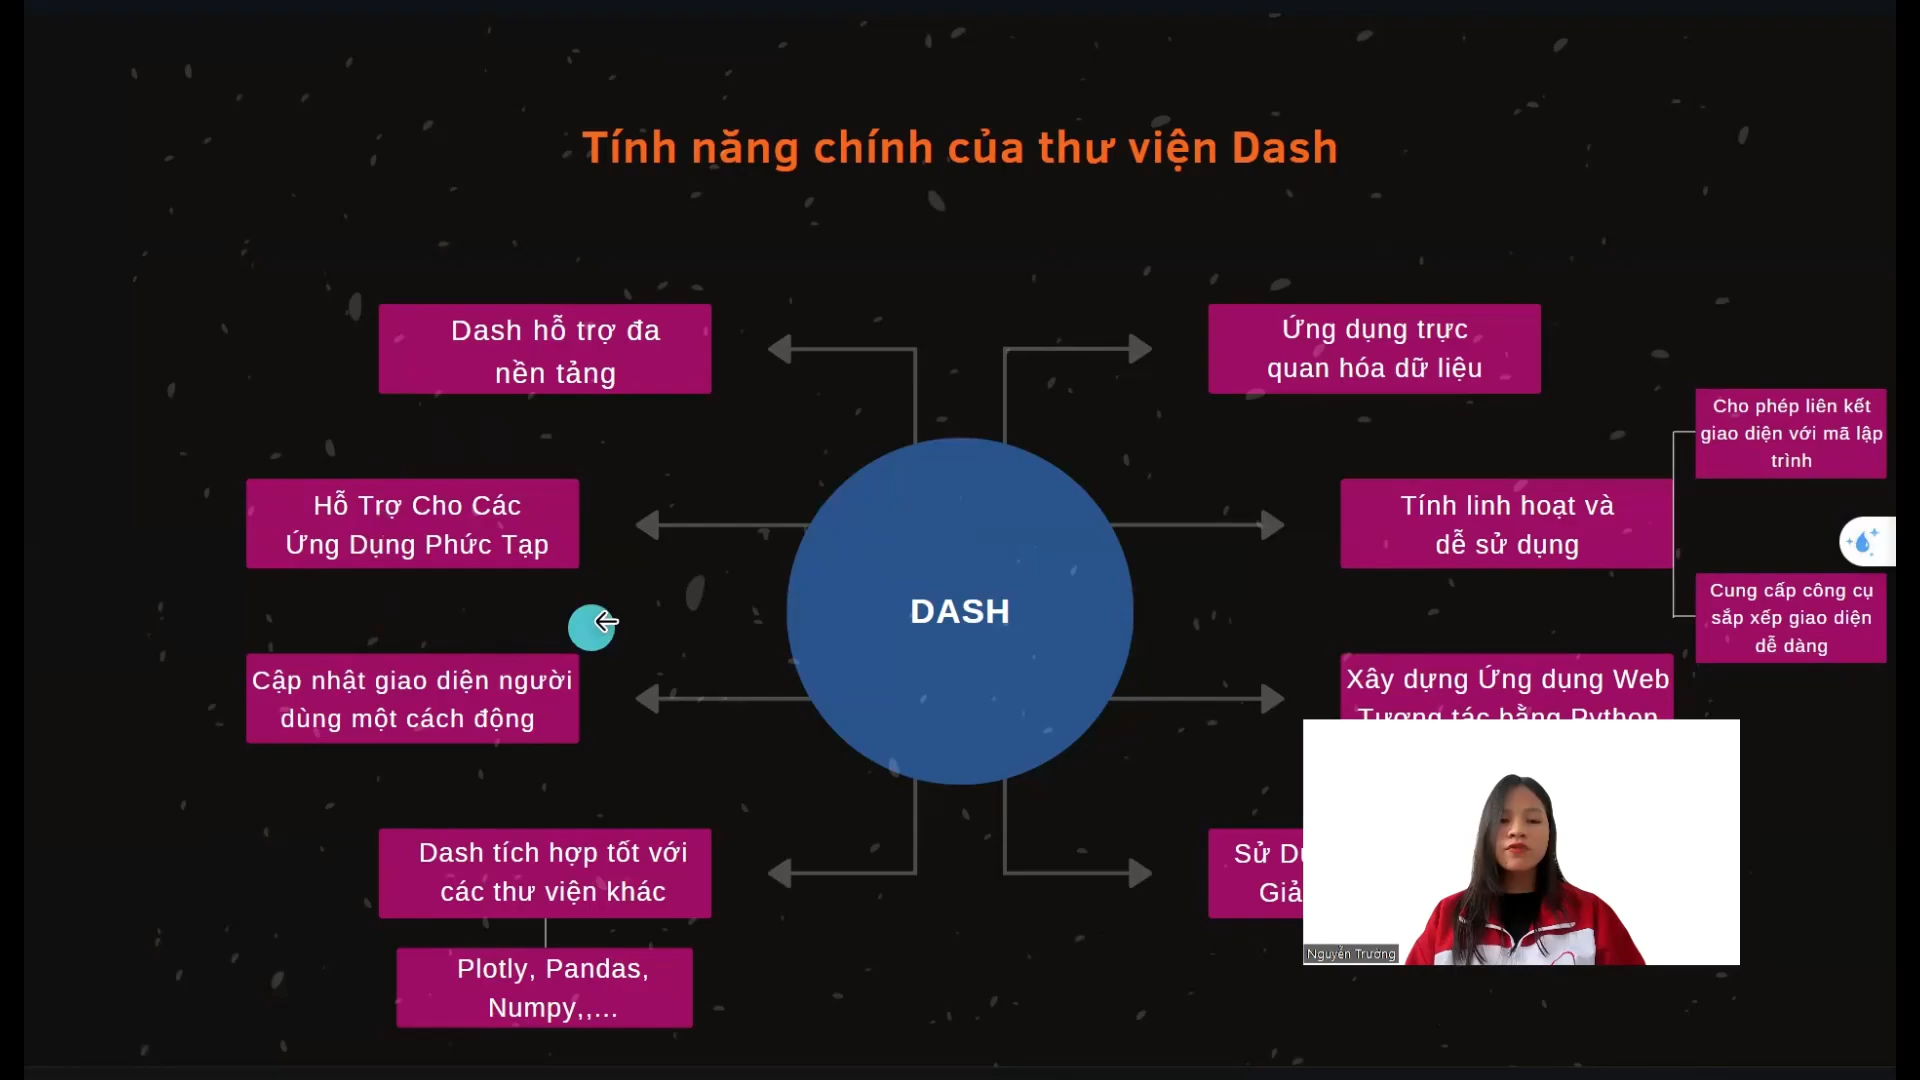 Tính năng chính của thư viện Dash
Dash hỗ trợ đa
nền tảng
Ứng dụng trực
quan hóa dữ liệu
Cho phép liên kết
giao diện với mã lập
trình
Hỗ Trợ Cho Các
Ứng Dụng Phức Tạp
Tính linh hoạt và
dễ sử dụng
DASH
Cung cấp công cụ
sắp xếp giao diện
dễ dàng
Cập nhật giao diện người
dùng một cách động
Xây dựng Ứng dụng Web
Tương tác bằng Python
Dash tích hợp tốt với
các thư viện khác
Sử
Plotly, Pandas,
Numpy,,...
Nguyễn Trường